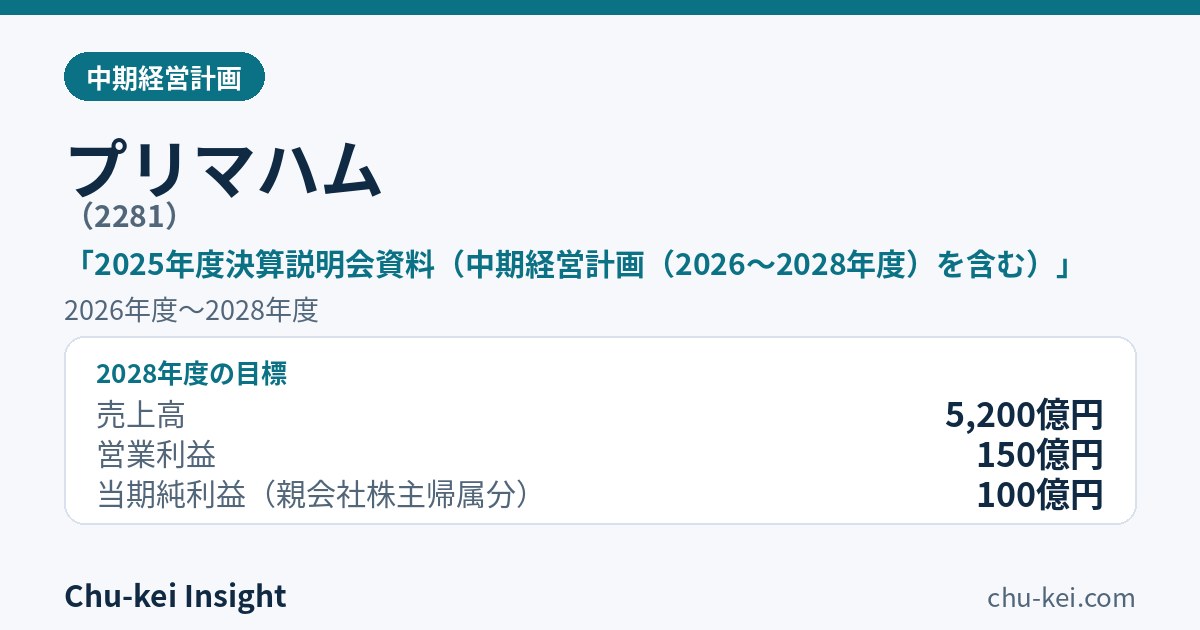 中期経営計画
プリマハム
（2281）
「2025年度決算説明会資料（中期経営計画（2026～2028年度）を含む）」
2026年度～2028年度
2028年度の目標
売上高 5,200億円
営業利益 150億円
当期純利益（親会社株主帰属分） 100億円
Chu-kei Insight chu-kei.com